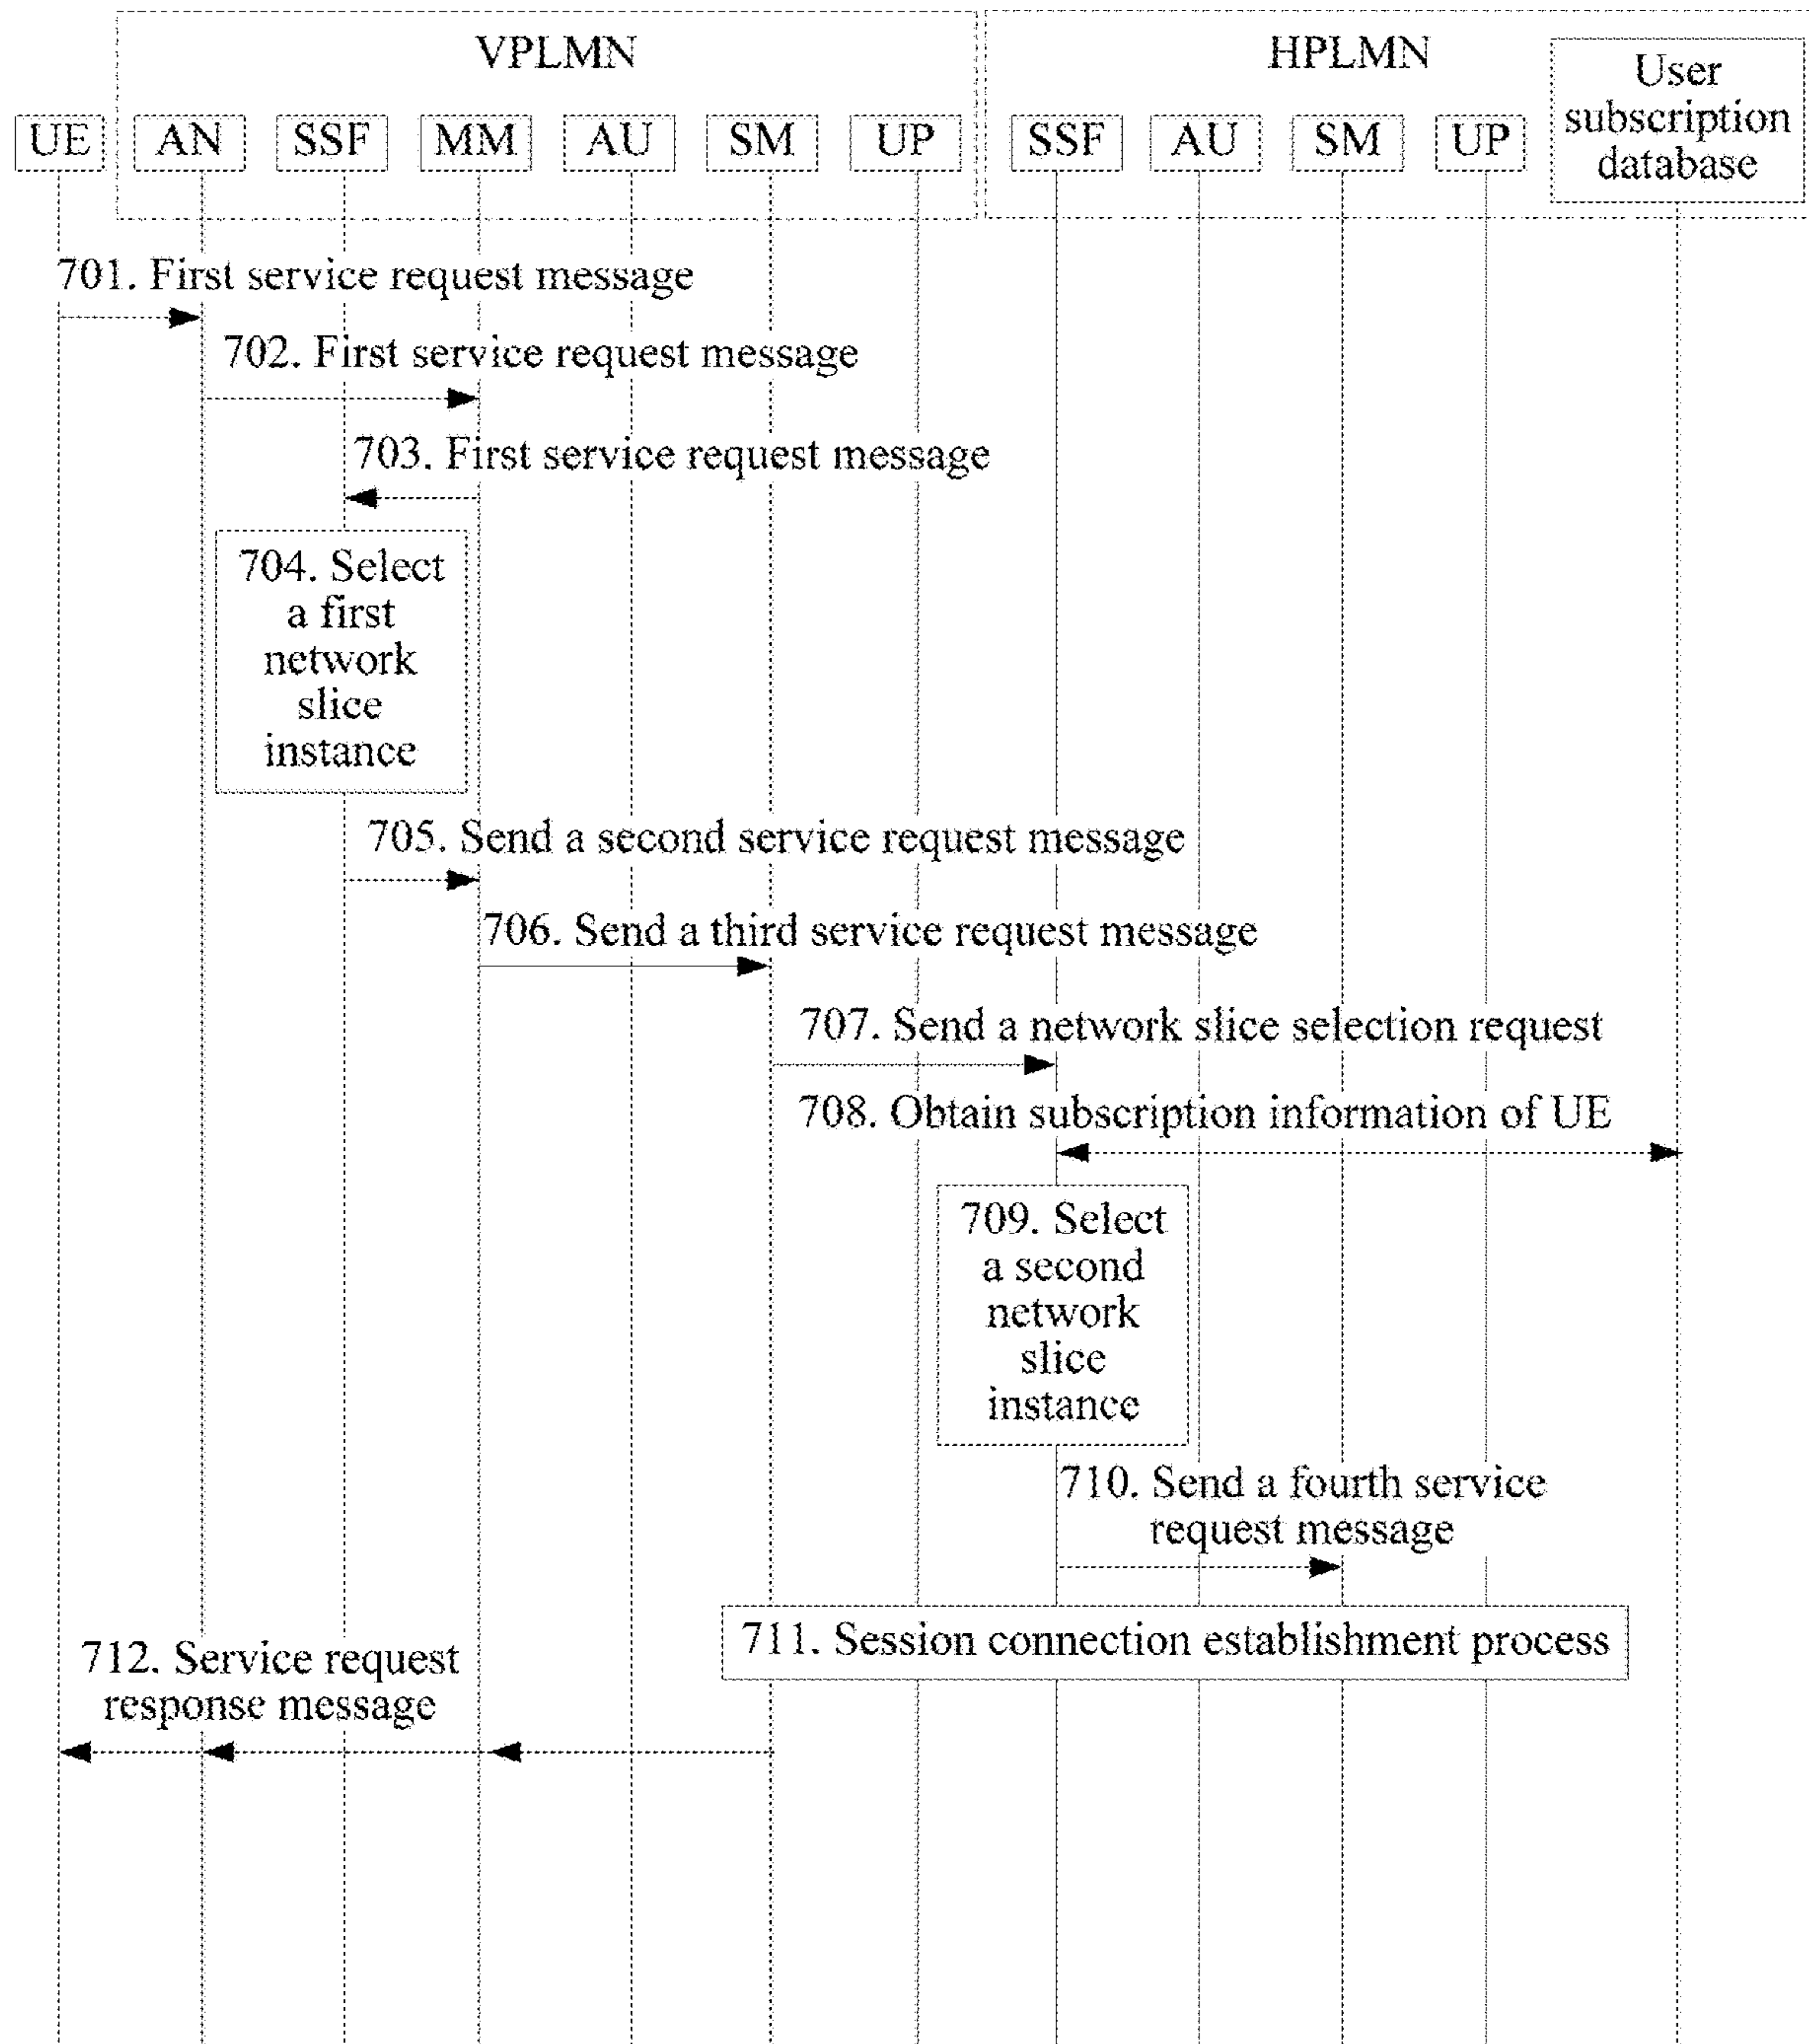 VPLMN
HPLMN
User
subscription
database
UE
AN
SSF
MM
AU
SM
UP
SSF
AU
SM
UP
701. First service request message
702. First service request message
703. First service request message
704. Select
a first
network
slice
instance
705. Send a second service request message
706. Send a third service request message
707. Send a network slice selection request
708. Obtain subscription information of UE
709. Select
a second
network
slice
instance
710. Send a fourth service
request message
711. Session connection establishment process
712. Service request
response message